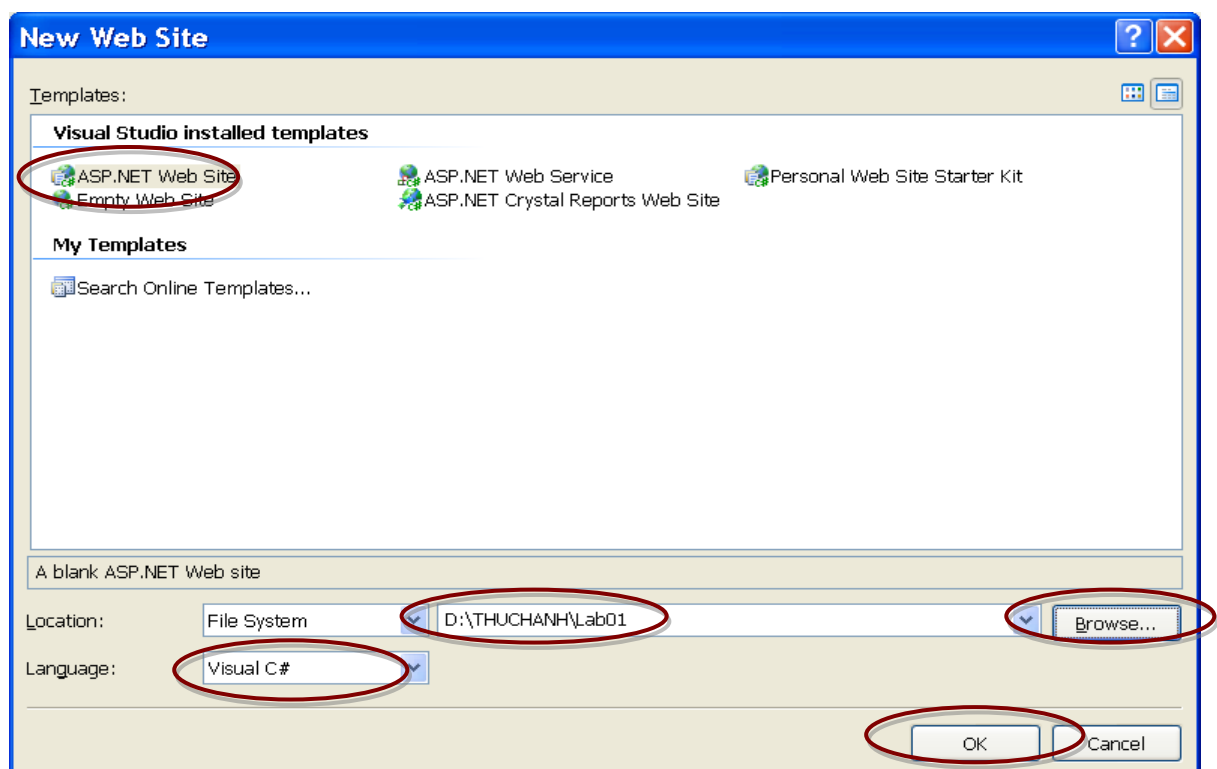 New Web Site
Templates:
Visual Studio installed templates
ASP.NET Web Site ASP.NET Web Service Personal Web Site Starter Kit
Empty Web Site ASP.NET Crystal Reports Web Site
My Templates
Search Online Templates...
A blank ASP.NET Web site
Location: File System D:\THUCHANH\Lab01 Browse...
Language: Visual C#
OK Cancel